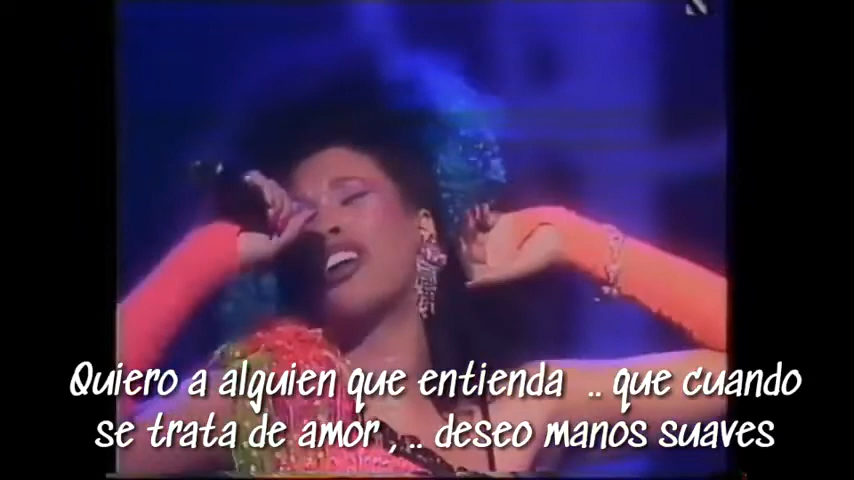 Quiero a alguien que entienda .. que cuando
se trata de amor , .. deseo manos suaves